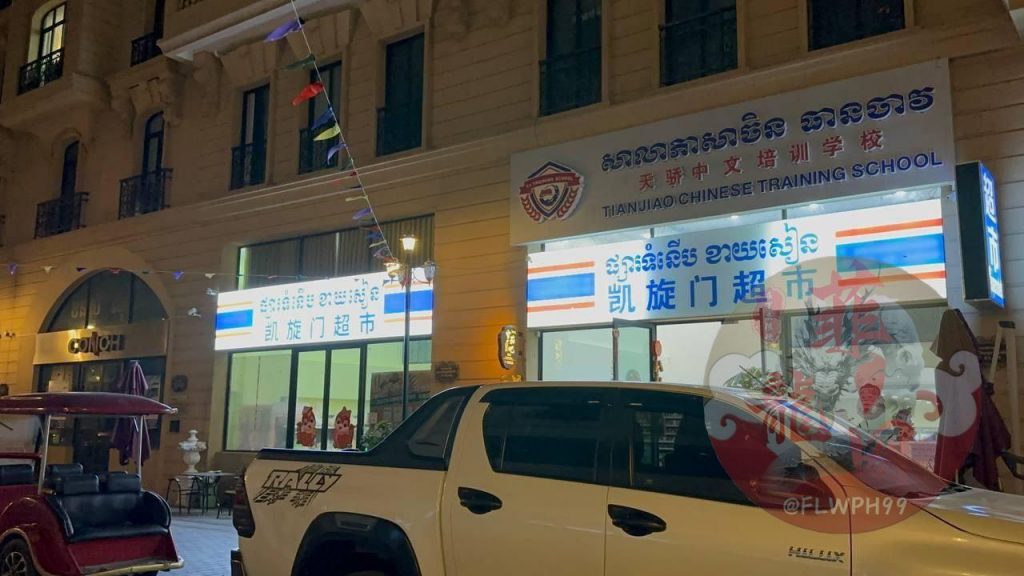 សាលាភាសាចិន ធានចាវ
天骄中文培训学校
TIANJIAO CHINESE TRAINING SCHOOL
ផ្សារទំនើប ខាយសៀន
凯旋门超市
ផ្សារទំនើប ខាយសៀន
凯旋门超市
超市
CONCH
RALLY
HILUX
菲
龍
@FLWPH99